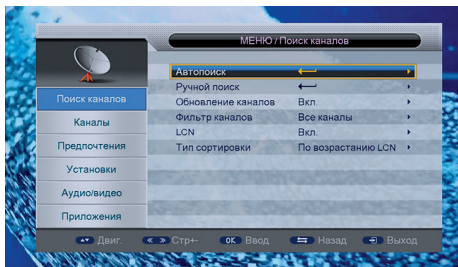 МЕНЮ / Поиск каналов
Поиск каналов
Каналы
Предпочтения
Установки
Аудио/видео
Приложения
Автопоиск
Ручной поиск
Обновление каналов Вкл.
Фильтр каналов Все каналы
LCN Вкл.
Тип сортировки По возрастанию LCN
Двиг. Стр+- OK Ввод Назад Выход